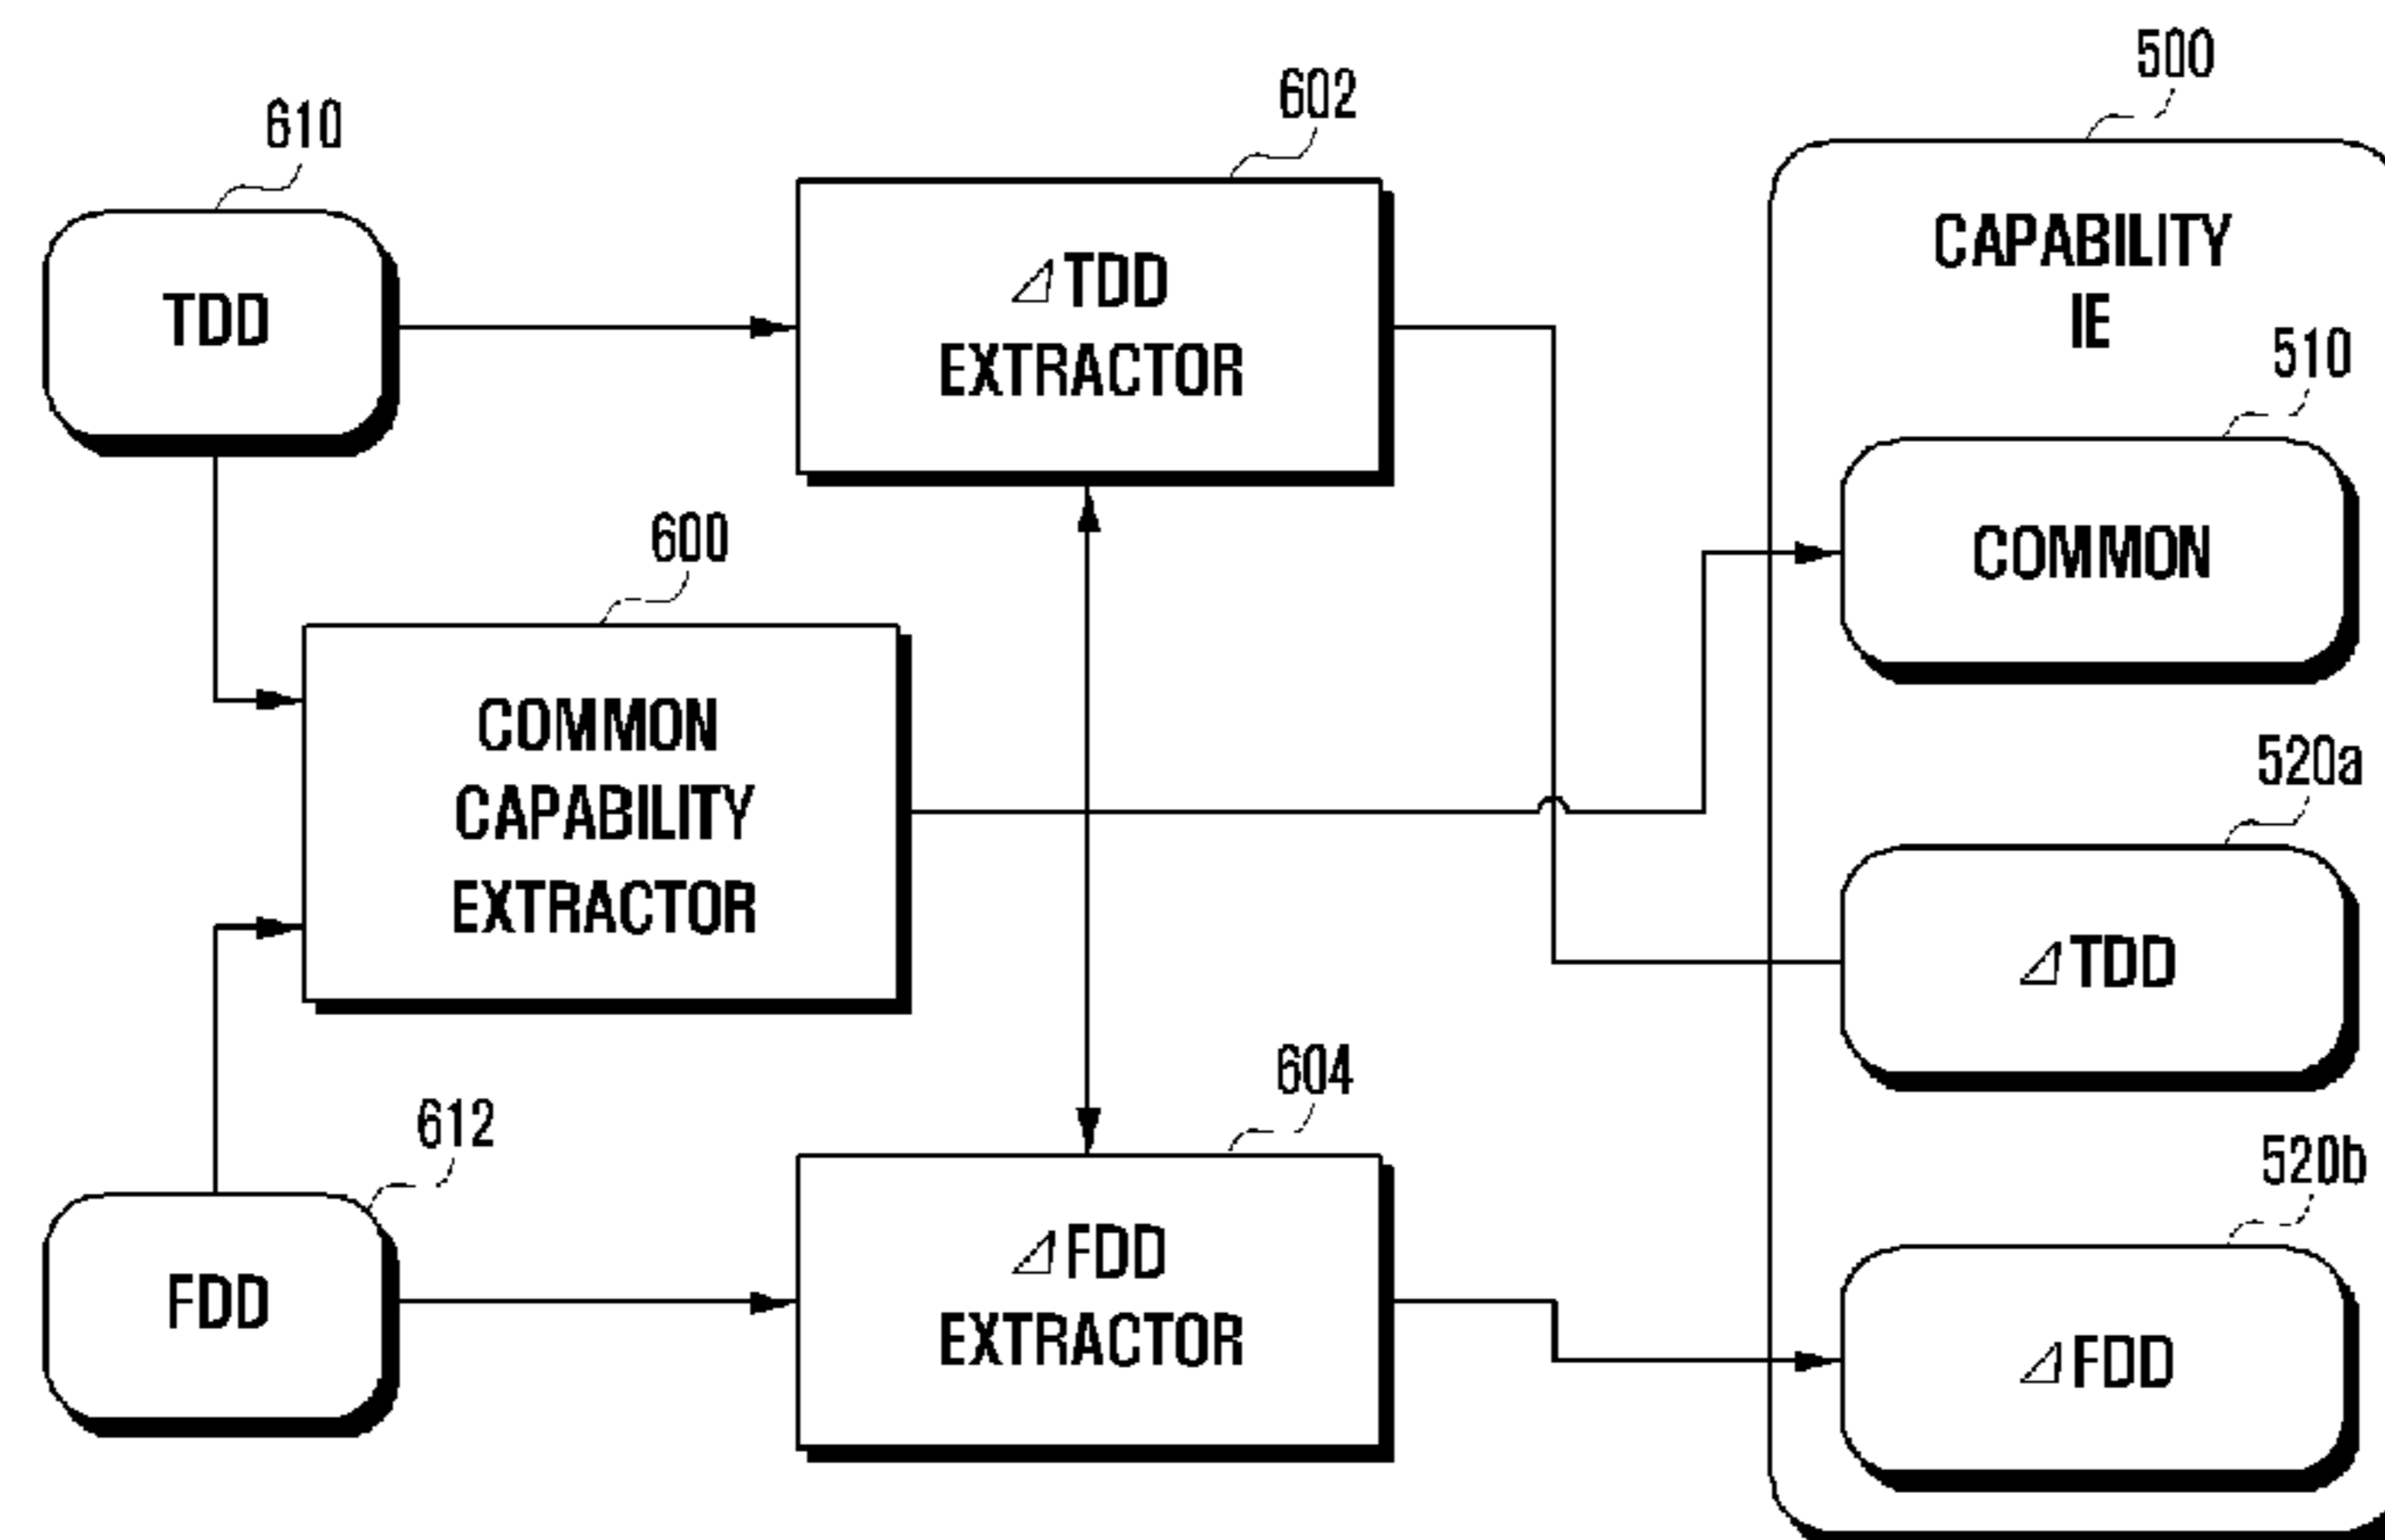 500
602
610
CAPABILITY
IE
⊿TDD
EXTRACTOR
TDD
510
COMMON
600
COMMON
CAPABILITY
EXTRACTOR
520a
⊿TDD
604
612
520b
⊿FDD
EXTRACTOR
FDD
⊿FDD